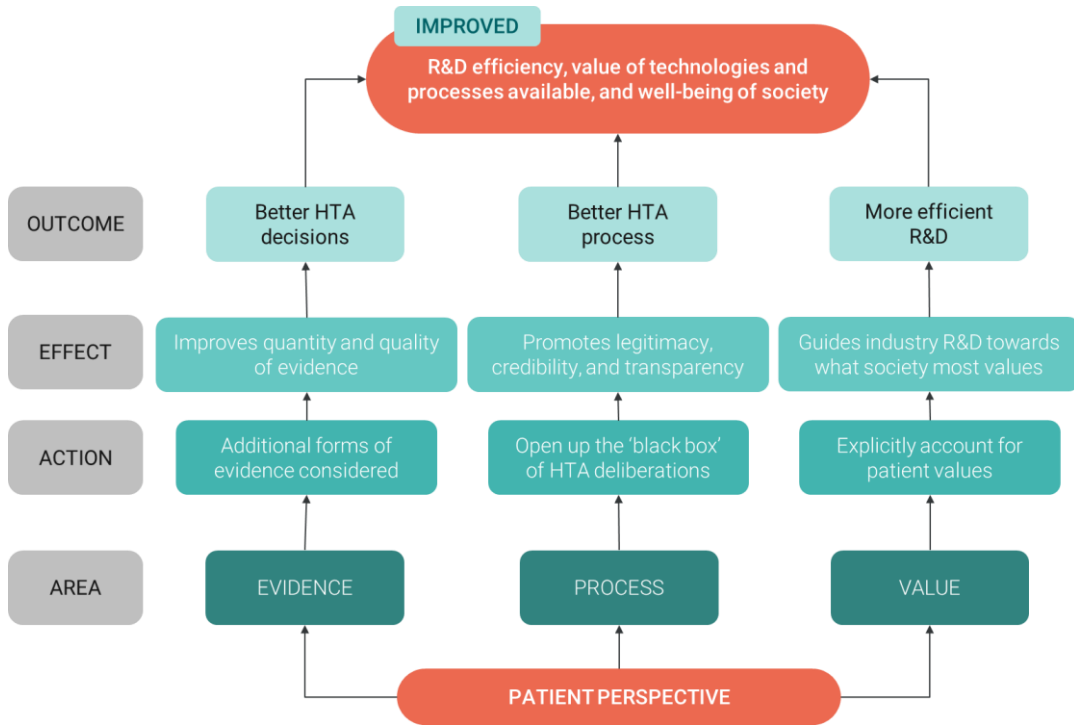 IMPROVED
R&D efficiency, value of technologies and
processes available, and well-being of society
OUTCOME
Better HTA
decisions
Better HTA
process
More efficient
R&D
EFFECT
Improves quantity and quality
of evidence
Promotes legitimacy,
credibility, and transparency
Guides industry R&D towards
what society most values
ACTION
Additional forms of
evidence considered
Open up the ‘black box’
of HTA deliberations
Explicitly account for
patient values
AREA
EVIDENCE
PROCESS
VALUE
PATIENT PERSPECTIVE